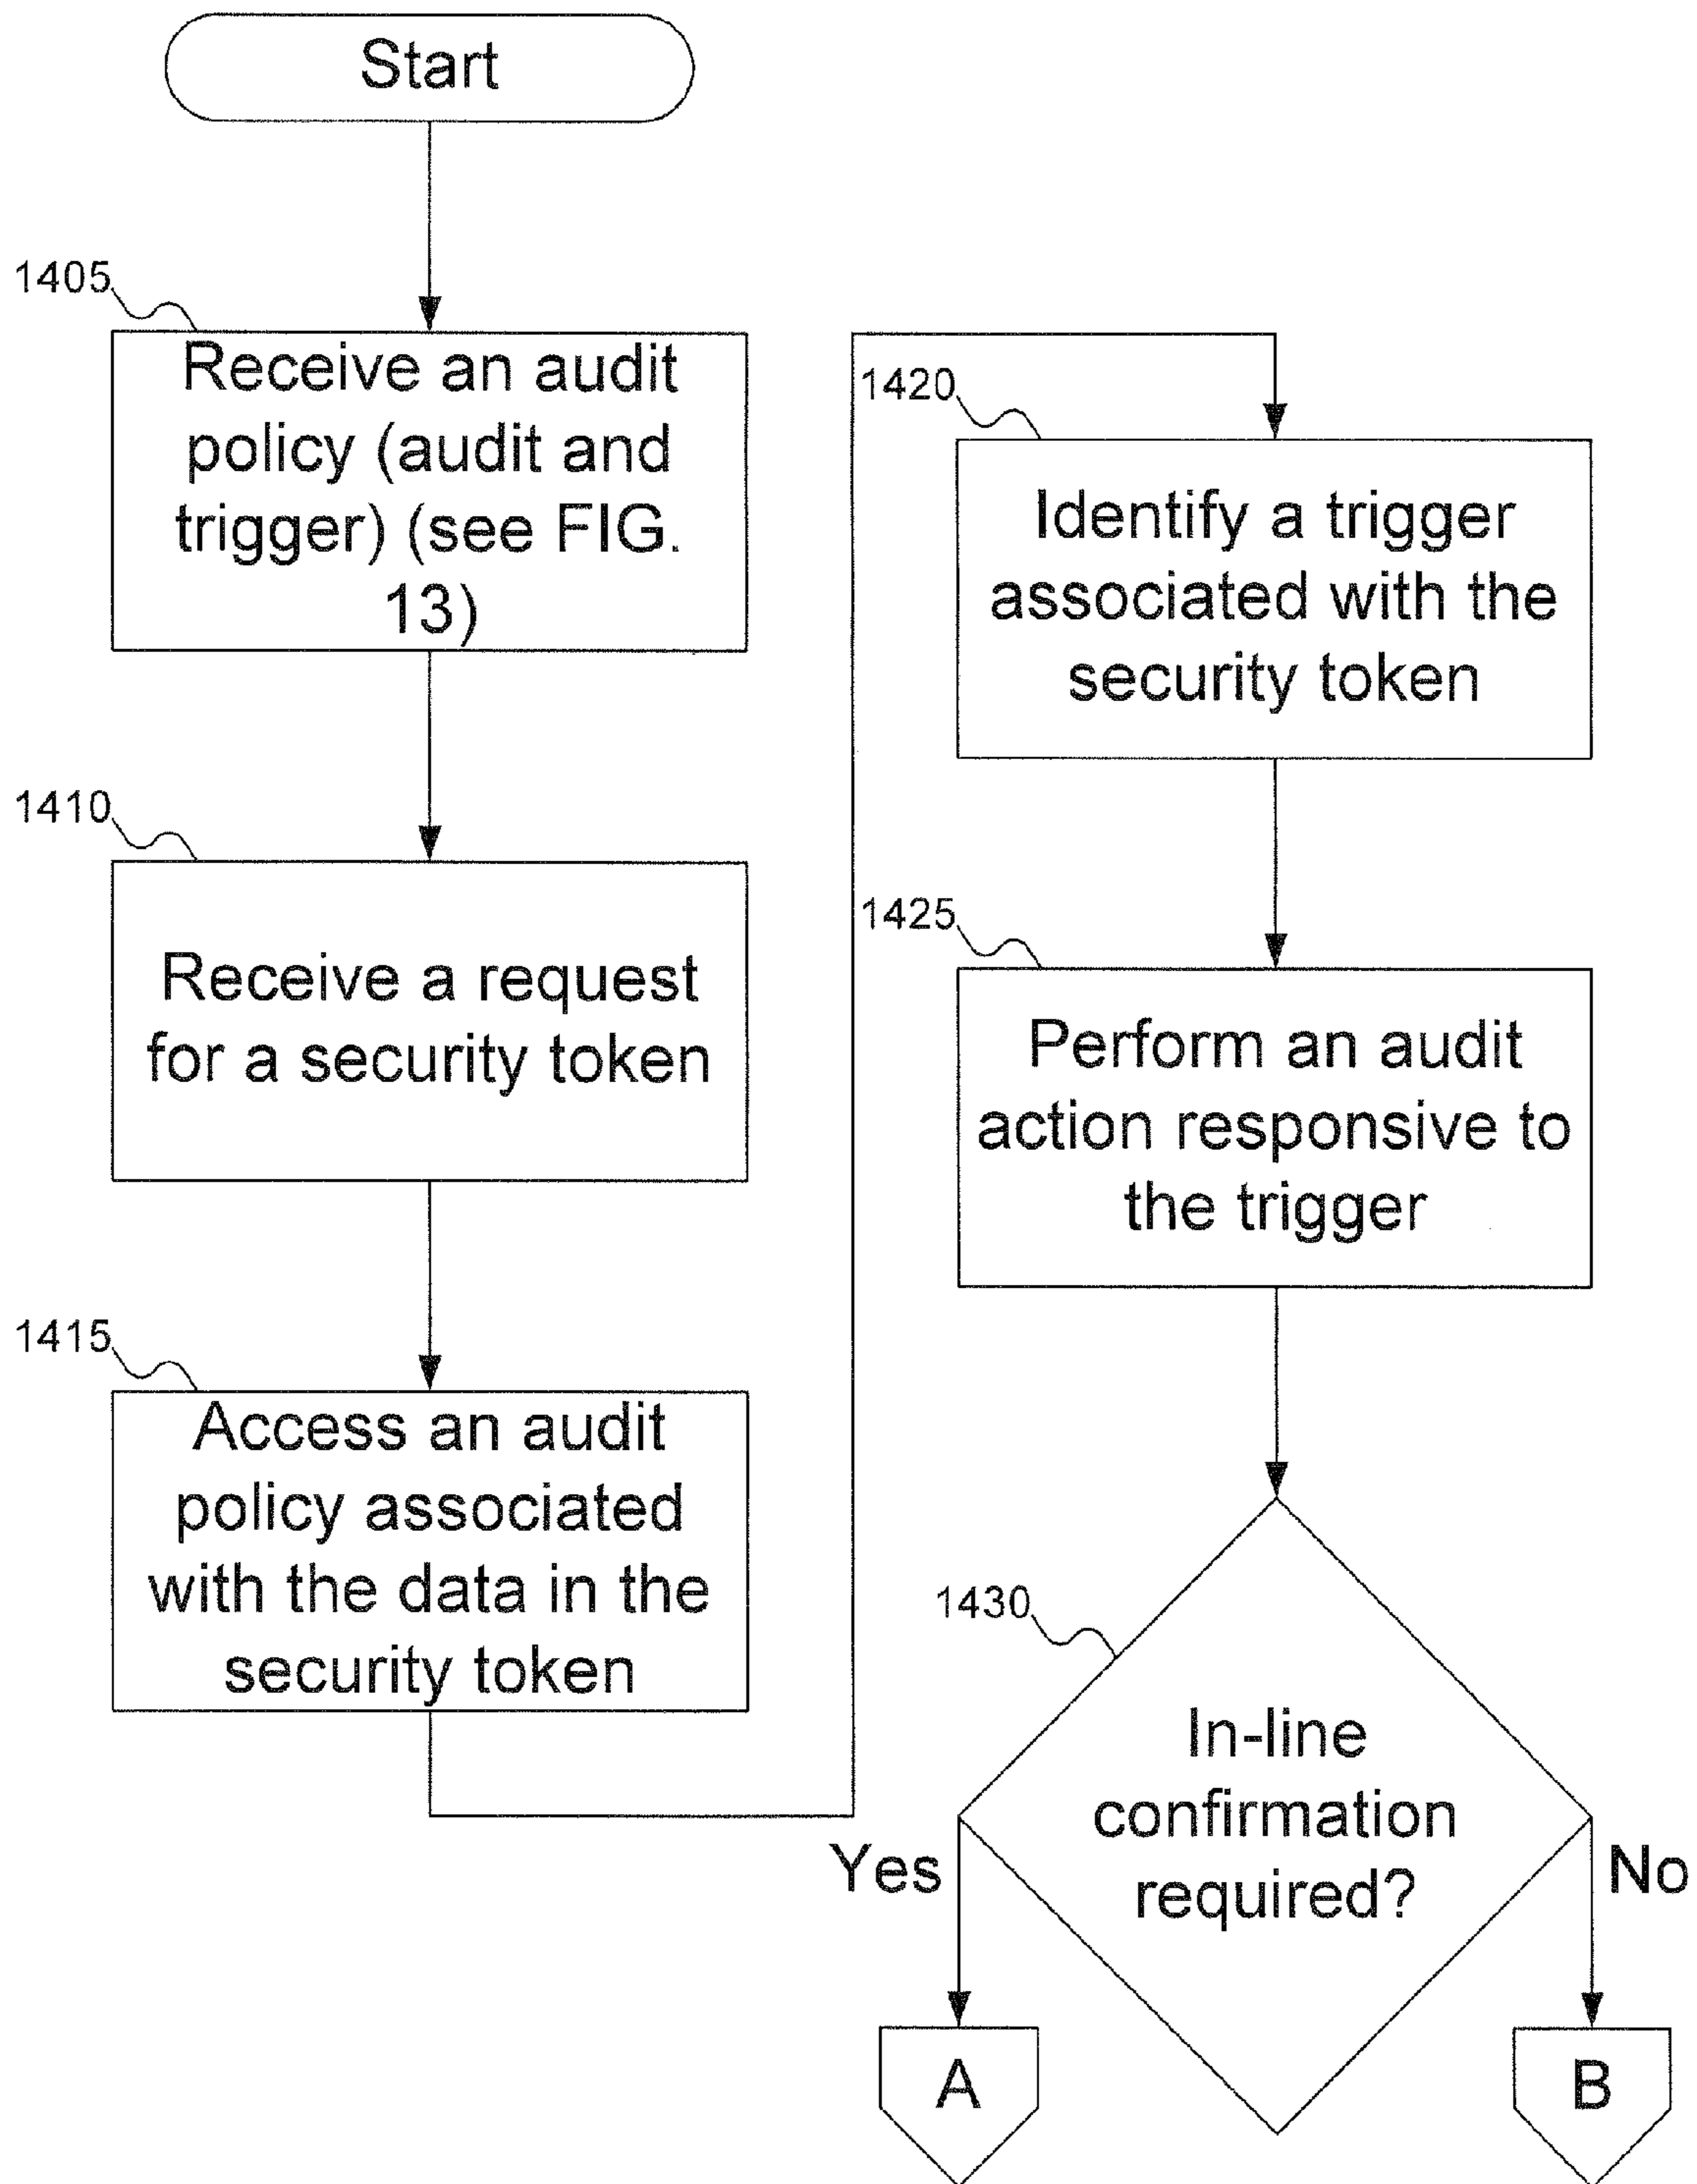 Start
1405
Receive an audit
policy (audit and
trigger) (see FIG.
13)
1410
Receive a request
for a security token
1415
Access an audit
policy associated
with the data in the
security token
1420
Identify a trigger
associated with the
security token
1425
Perform an audit
action responsive to
the trigger
1430
In-line
confirmation
required?
Yes
No
A
B